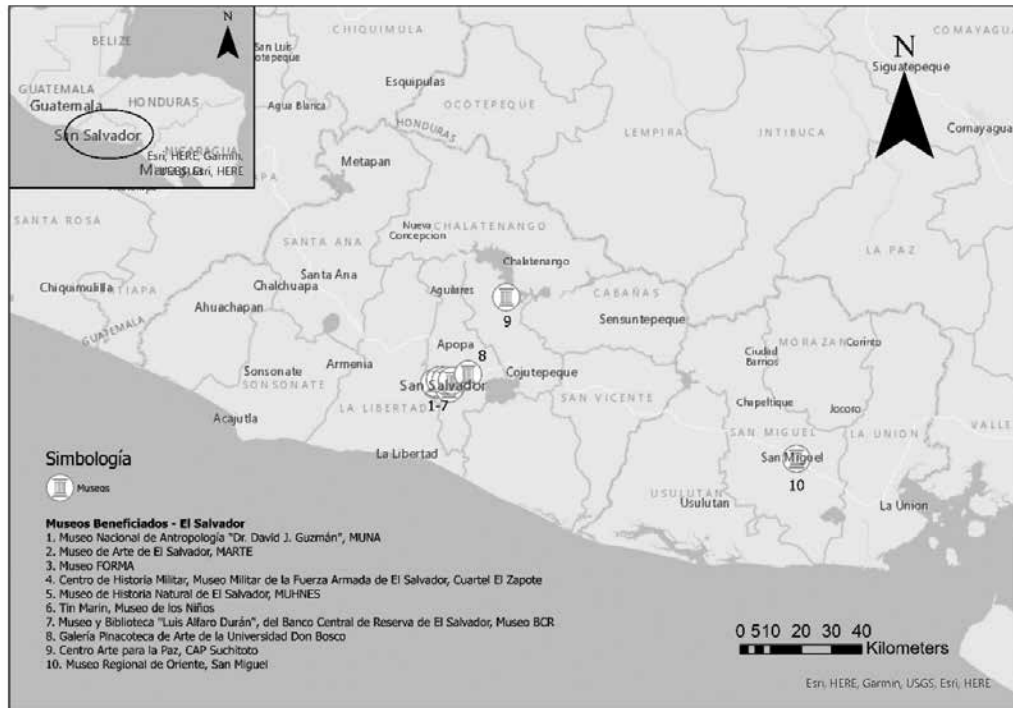 N
BELIZE
GUATEMALA
Guatemala
HONDURAS
San Salvador
NICARAGUA
Esri, HERE, Garmin,
USGS, Esri, HERE
CHIQUIMULA
COMAYAGUA
N
San Luis
Siguatepeque
Esquipulas
OCOTEPEQUE
Agua Blanca
HONDURAS
LEMPIRA
INTIBUCA
Comayagua
Metapan
SANTA ROSA
Nueva
Concepcion
CHALATENANGO
LA PAZ
SANTA ANA
Chalatenango
Santa Ana
Chiquimulilla
Chalchuapa
Aguilares
CABAÑAS
Ahuachapan
9
Sensuntepeque
GUATEMALA
MORAZAN
Corinto
Apopa
8
Ciudad
Barrios
Armenia
Sonsonate
SONSONATE
San Salvador
Cojutepeque
1-7
SAN VICENTE
Chapeltique
Jocoro
LA LIBERTAD
Acajutla
SAN MIGUEL
LA UNION
VALLE
La Libertad
San Miguel
10
USULUTAN
Usulutan
La Union
Simbología
Museos
Museos Beneficiados - El Salvador
1. Museo Nacional de Antropología "Dr. David J. Guzmán", MUNA
2. Museo de Arte de El Salvador, MARTE
3. Museo FORMA
4. Centro de Historia Militar, Museo Militar de la Fuerza Armada de El Salvador, Cuartel El Zapote
5. Museo de Historia Natural de El Salvador, MUHNES
6. Tin Marin, Museo de los Niños
7. Museo y Biblioteca "Luis Alfaro Durán", del Banco Central de Reserva de El Salvador, Museo BCR
8. Galería Pinacoteca de Arte de la Universidad Don Bosco
9. Centro Arte para la Paz, CAP Suchitoto
10. Museo Regional de Oriente, San Miguel
0 5 10 20 30 40
Kilometers
Esri, HERE, Garmin, USGS, Esri, HERE